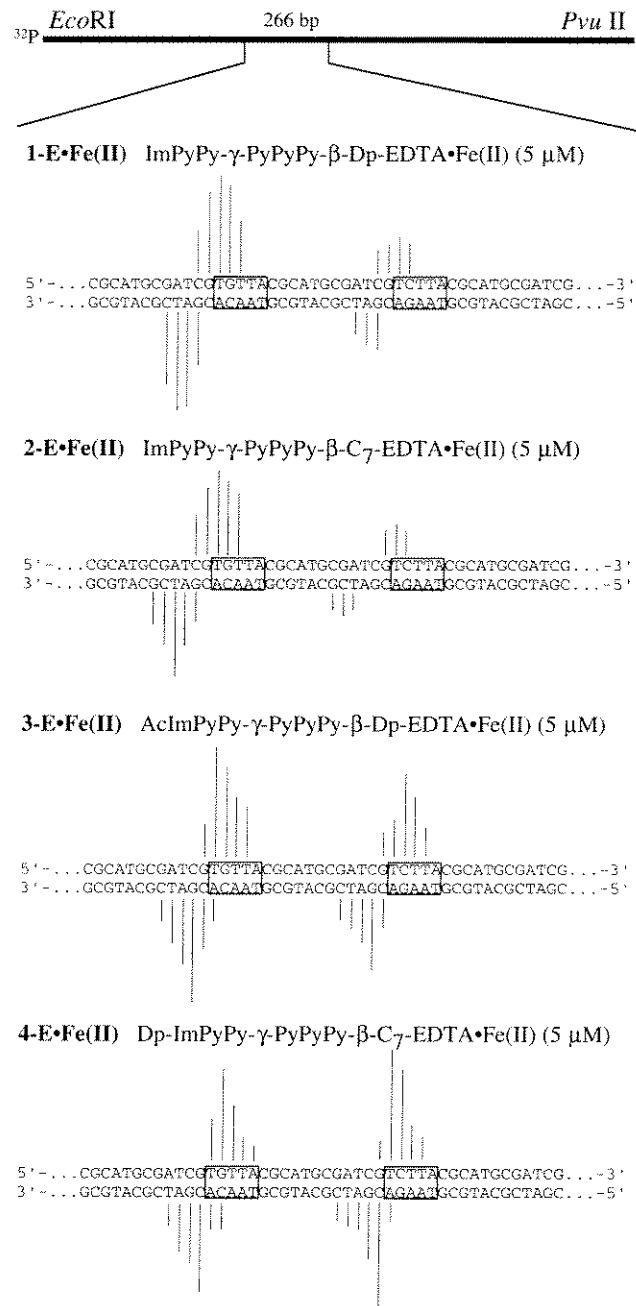 EcoRI 266 bp Pvu II
32P
1-E•Fe(II) ImPyPy-γ-PyPyPy-β-Dp-EDTA•Fe(II) (5 μM)
5'-...CGCATGCGATCGTGTTACGCATGCGATCGTCTTACGCATGCGATCG...-3'
3'-...GCGTACGCTAGCACAATGCGTACGCTAGCAGAATGCGTACGCTAGC...-5'
2-E•Fe(II) ImPyPy-γ-PyPyPy-β-C7-EDTA•Fe(II) (5 μM)
5'-...CGCATGCGATCGTGTTACGCATGCGATCGTCTTACGCATGCGATCG...-3'
3'-...GCGTACGCTAGCACAATGCGTACGCTAGCAGAATGCGTACGCTAGC...-5'
3-E•Fe(II) AcImPyPy-γ-PyPyPy-β-Dp-EDTA•Fe(II) (5 μM)
5'-...CGCATGCGATCGTGTTACGCATGCGATCGTCTTACGCATGCGATCG...-3'
3'-...GCGTACGCTAGCACAATGCGTACGCTAGCAGAATGCGTACGCTAGC...-5'
4-E•Fe(II) Dp-ImPyPy-γ-PyPyPy-β-C7-EDTA•Fe(II) (5 μM)
5'-...CGCATGCGATCGTGTTACGCATGCGATCGTCTTACGCATGCGATCG...-3'
3'-...GCGTACGCTAGCACAATGCGTACGCTAGCAGAATGCGTACGCTAGC...-5'